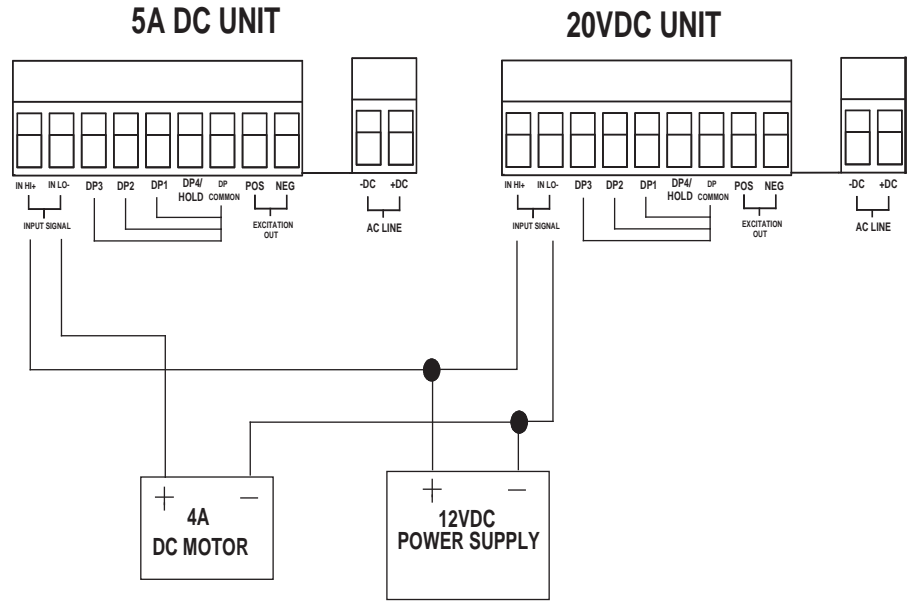 5A DC UNIT
IN HI+ IN LO- DP3 DP2 DP1 DP4/ HOLD DP COMMON POS NEG
INPUT SIGNAL
EXCITATION
OUT
-DC +DC
AC LINE
20VDC UNIT
IN HI+ IN LO- DP3 DP2 DP1 DP4/ HOLD DP COMMON POS NEG
INPUT SIGNAL
EXCITATION
OUT
-DC +DC
AC LINE
+ −
4A
DC MOTOR
+ −
12VDC
POWER SUPPLY